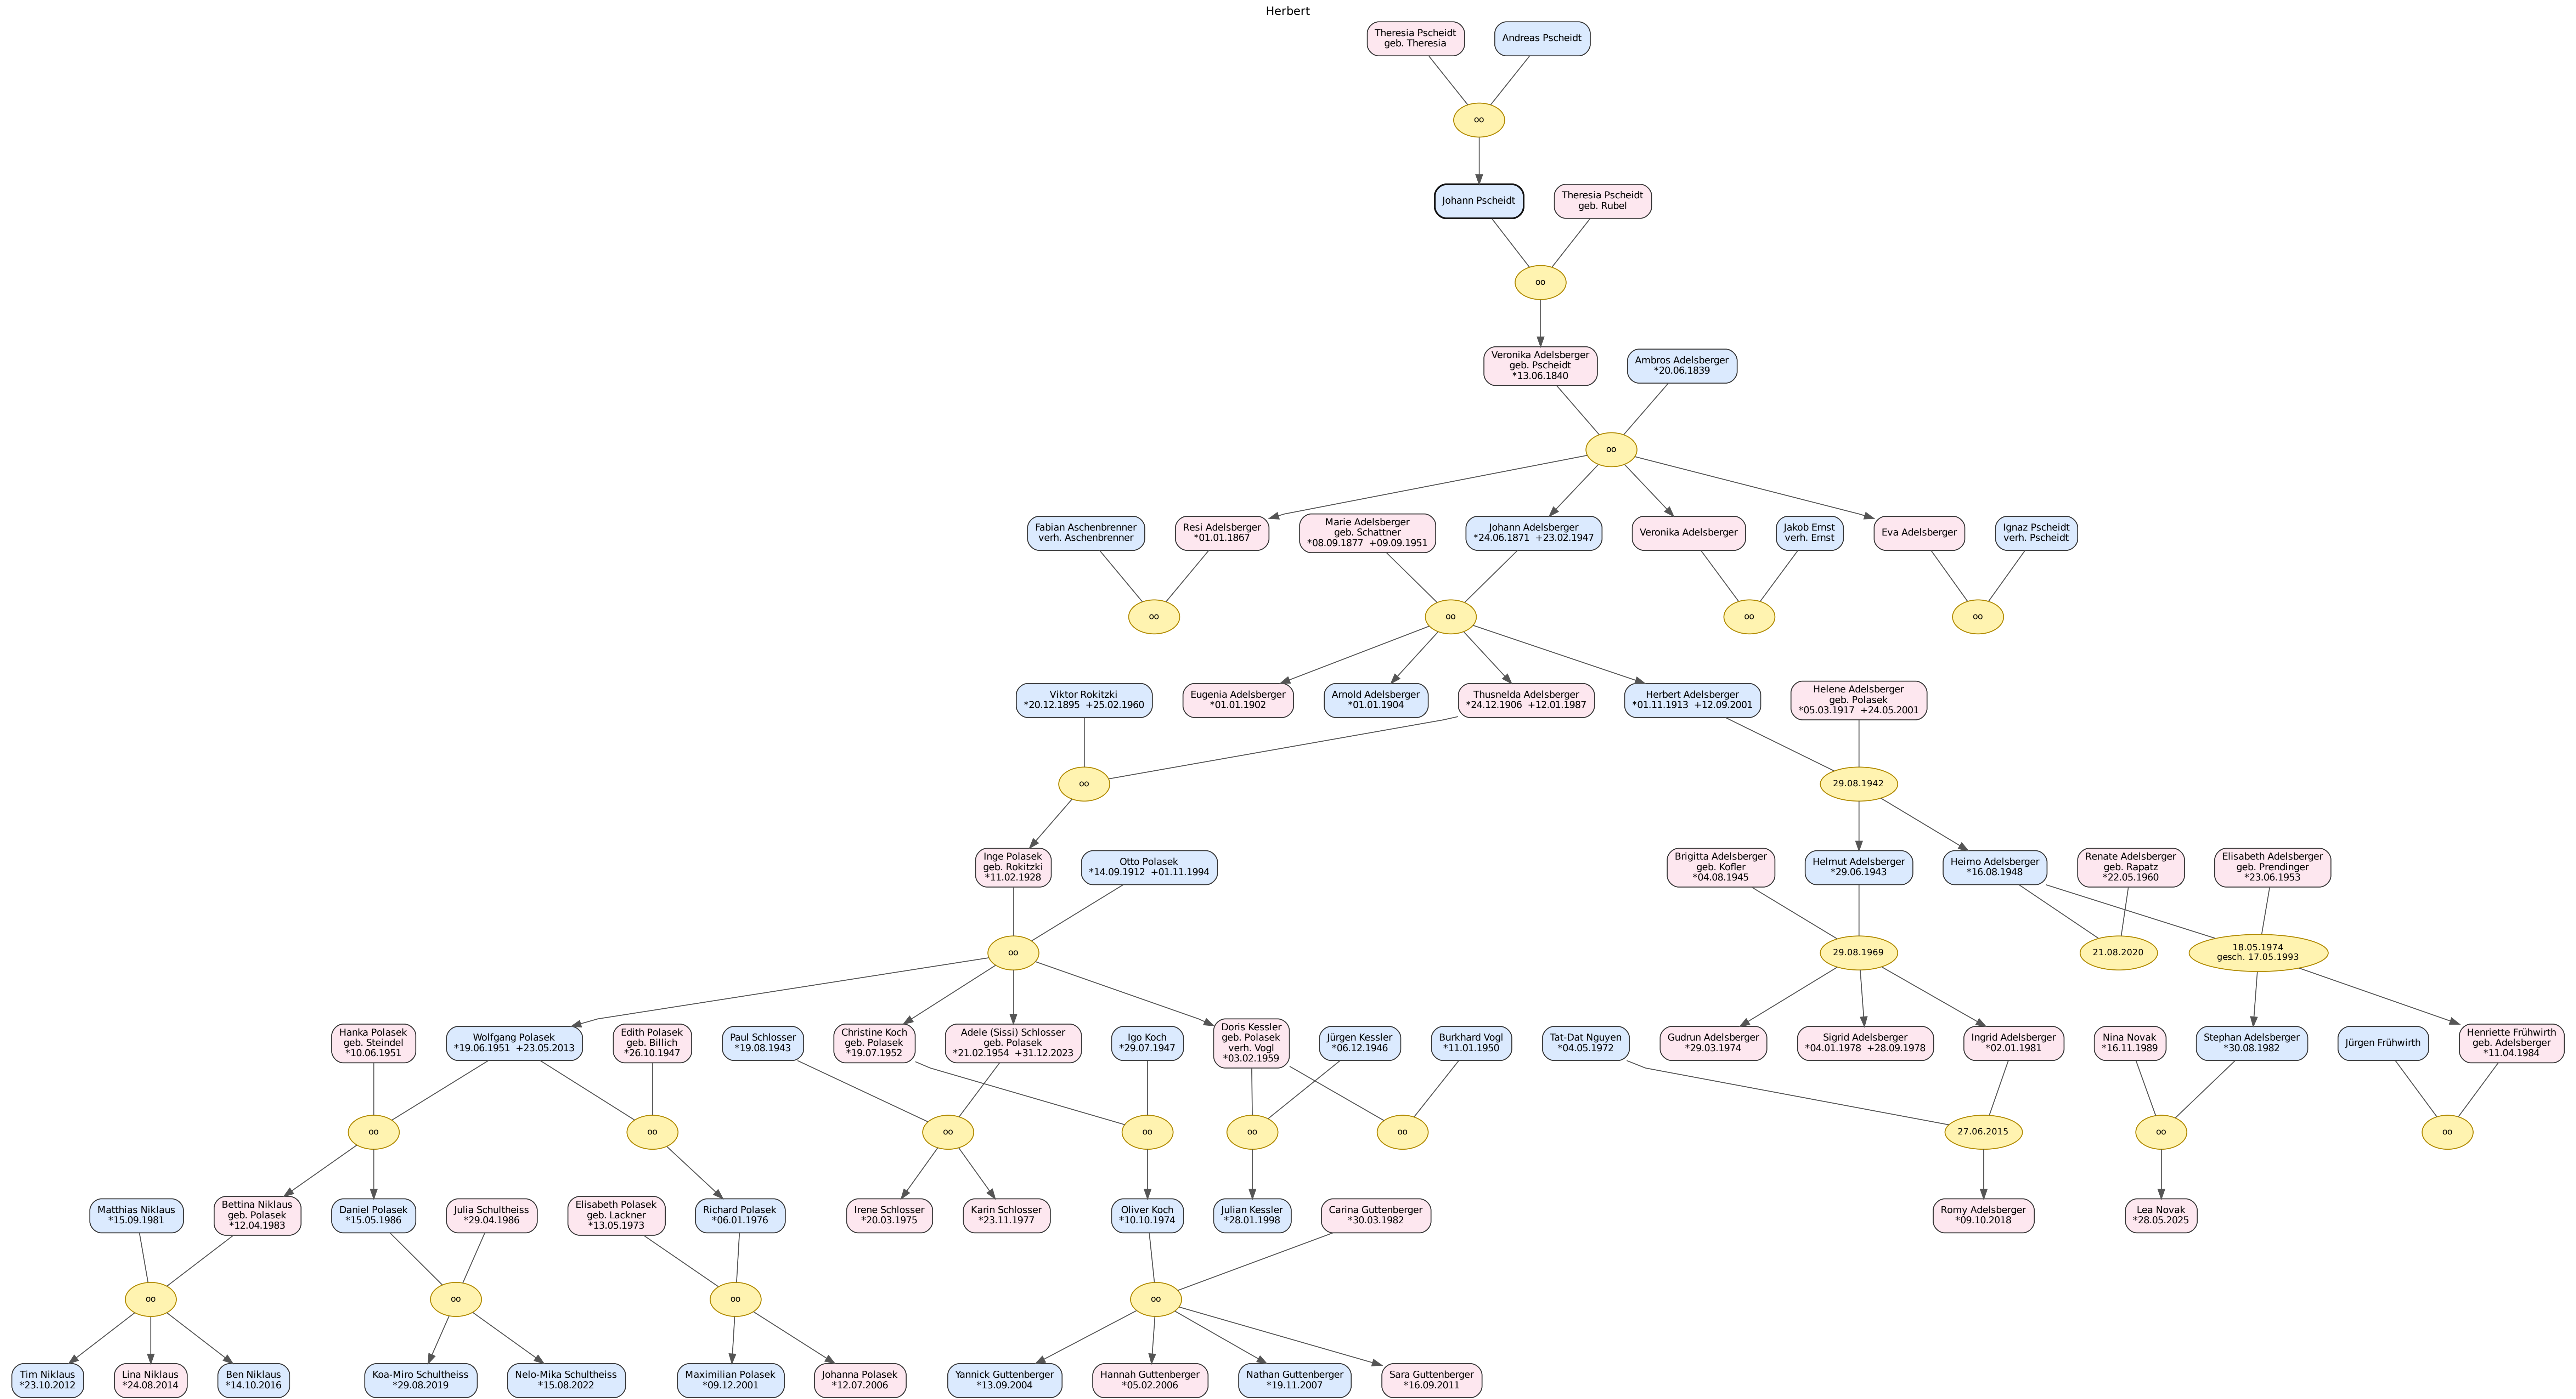 Herbert
Theresia Pscheidt
geb. Theresia
Andreas Pscheidt
oo
Johann Pscheidt
Theresia Pscheidt
geb. Rubel
oo
Veronika Adelsberger
geb. Pscheidt
*13.06.1840
Ambros Adelsberger
*20.06.1839
oo
Fabian Aschenbrenner
verh. Aschenbrenner
Resi Adelsberger
*01.01.1867
Marie Adelsberger
geb. Schattner
*08.09.1877  +09.09.1951
Johann Adelsberger
*24.06.1871  +23.02.1947
Veronika Adelsberger
Jakob Ernst
verh. Ernst
Eva Adelsberger
Ignaz Pscheidt
verh. Pscheidt
oo
oo
oo
oo
Viktor Rokitzki
*20.12.1895  +25.02.1960
Eugenia Adelsberger
*01.01.1902
Arnold Adelsberger
*01.01.1904
Thusnelda Adelsberger
*24.12.1906  +12.01.1987
Herbert Adelsberger
*01.11.1913  +12.09.2001
Helene Adelsberger
geb. Polasek
*05.03.1917  +24.05.2001
oo
29.08.1942
Inge Polasek
geb. Rokitzki
*11.02.1928
Otto Polasek
*14.09.1912  +01.11.1994
Brigitta Adelsberger
geb. Kofler
*04.08.1945
Helmut Adelsberger
*29.06.1943
Heimo Adelsberger
*16.08.1948
Renate Adelsberger
geb. Rapatz
*22.05.1960
Elisabeth Adelsberger
geb. Prendinger
*23.06.1953
oo
29.08.1969
21.08.2020
18.05.1974
gesch. 17.05.1993
Hanka Polasek
geb. Steindel
*10.06.1951
Wolfgang Polasek
*19.06.1951  +23.05.2013
Edith Polasek
geb. Billich
*26.10.1947
Paul Schlosser
*19.08.1943
Christine Koch
geb. Polasek
*19.07.1952
Adele (Sissi) Schlosser
geb. Polasek
*21.02.1954  +31.12.2023
Igo Koch
*29.07.1947
Doris Kessler
geb. Polasek
verh. Vogl
*03.02.1959
Jürgen Kessler
*06.12.1946
Burkhard Vogl
*11.01.1950
Tat-Dat Nguyen
*04.05.1972
Gudrun Adelsberger
*29.03.1974
Sigrid Adelsberger
*04.01.1978  +28.09.1978
Ingrid Adelsberger
*02.01.1981
Nina Novak
*16.11.1989
Stephan Adelsberger
*30.08.1982
Jürgen Frühwirth
Henriette Frühwirth
geb. Adelsberger
*11.04.1984
oo
oo
oo
oo
oo
oo
27.06.2015
oo
oo
Matthias Niklaus
*15.09.1981
Bettina Niklaus
geb. Polasek
*12.04.1983
Daniel Polasek
*15.05.1986
Julia Schultheiss
*29.04.1986
Elisabeth Polasek
geb. Lackner
*13.05.1973
Richard Polasek
*06.01.1976
Irene Schlosser
*20.03.1975
Karin Schlosser
*23.11.1977
Oliver Koch
*10.10.1974
Julian Kessler
*28.01.1998
Carina Guttenberger
*30.03.1982
Romy Adelsberger
*09.10.2018
Lea Novak
*28.05.2025
oo
oo
oo
oo
Tim Niklaus
*23.10.2012
Lina Niklaus
*24.08.2014
Ben Niklaus
*14.10.2016
Koa-Miro Schultheiss
*29.08.2019
Nelo-Mika Schultheiss
*15.08.2022
Maximilian Polasek
*09.12.2001
Johanna Polasek
*12.07.2006
Yannick Guttenberger
*13.09.2004
Hannah Guttenberger
*05.02.2006
Nathan Guttenberger
*19.11.2007
Sara Guttenberger
*16.09.2011